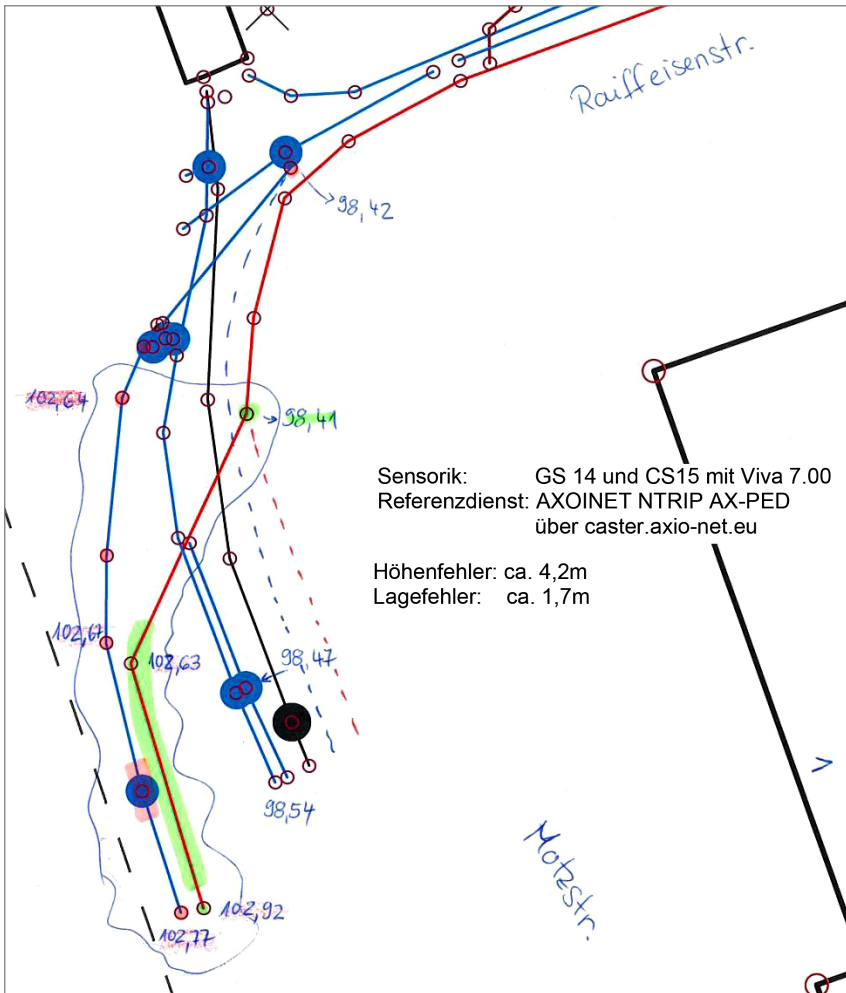 Raiffeisenstr.
98,42
102,64
98,41
Sensorik: GS 14 und CS15 mit Viva 7.00
Referenzdienst: AXOINET NTRIP AX-PED
über caster.axio-net.eu
Höhenfehler: ca. 4,2m
Lagefehler: ca. 1,7m
102,67
102,63
98,47
98,54
Motzstr.
102,92
102,77